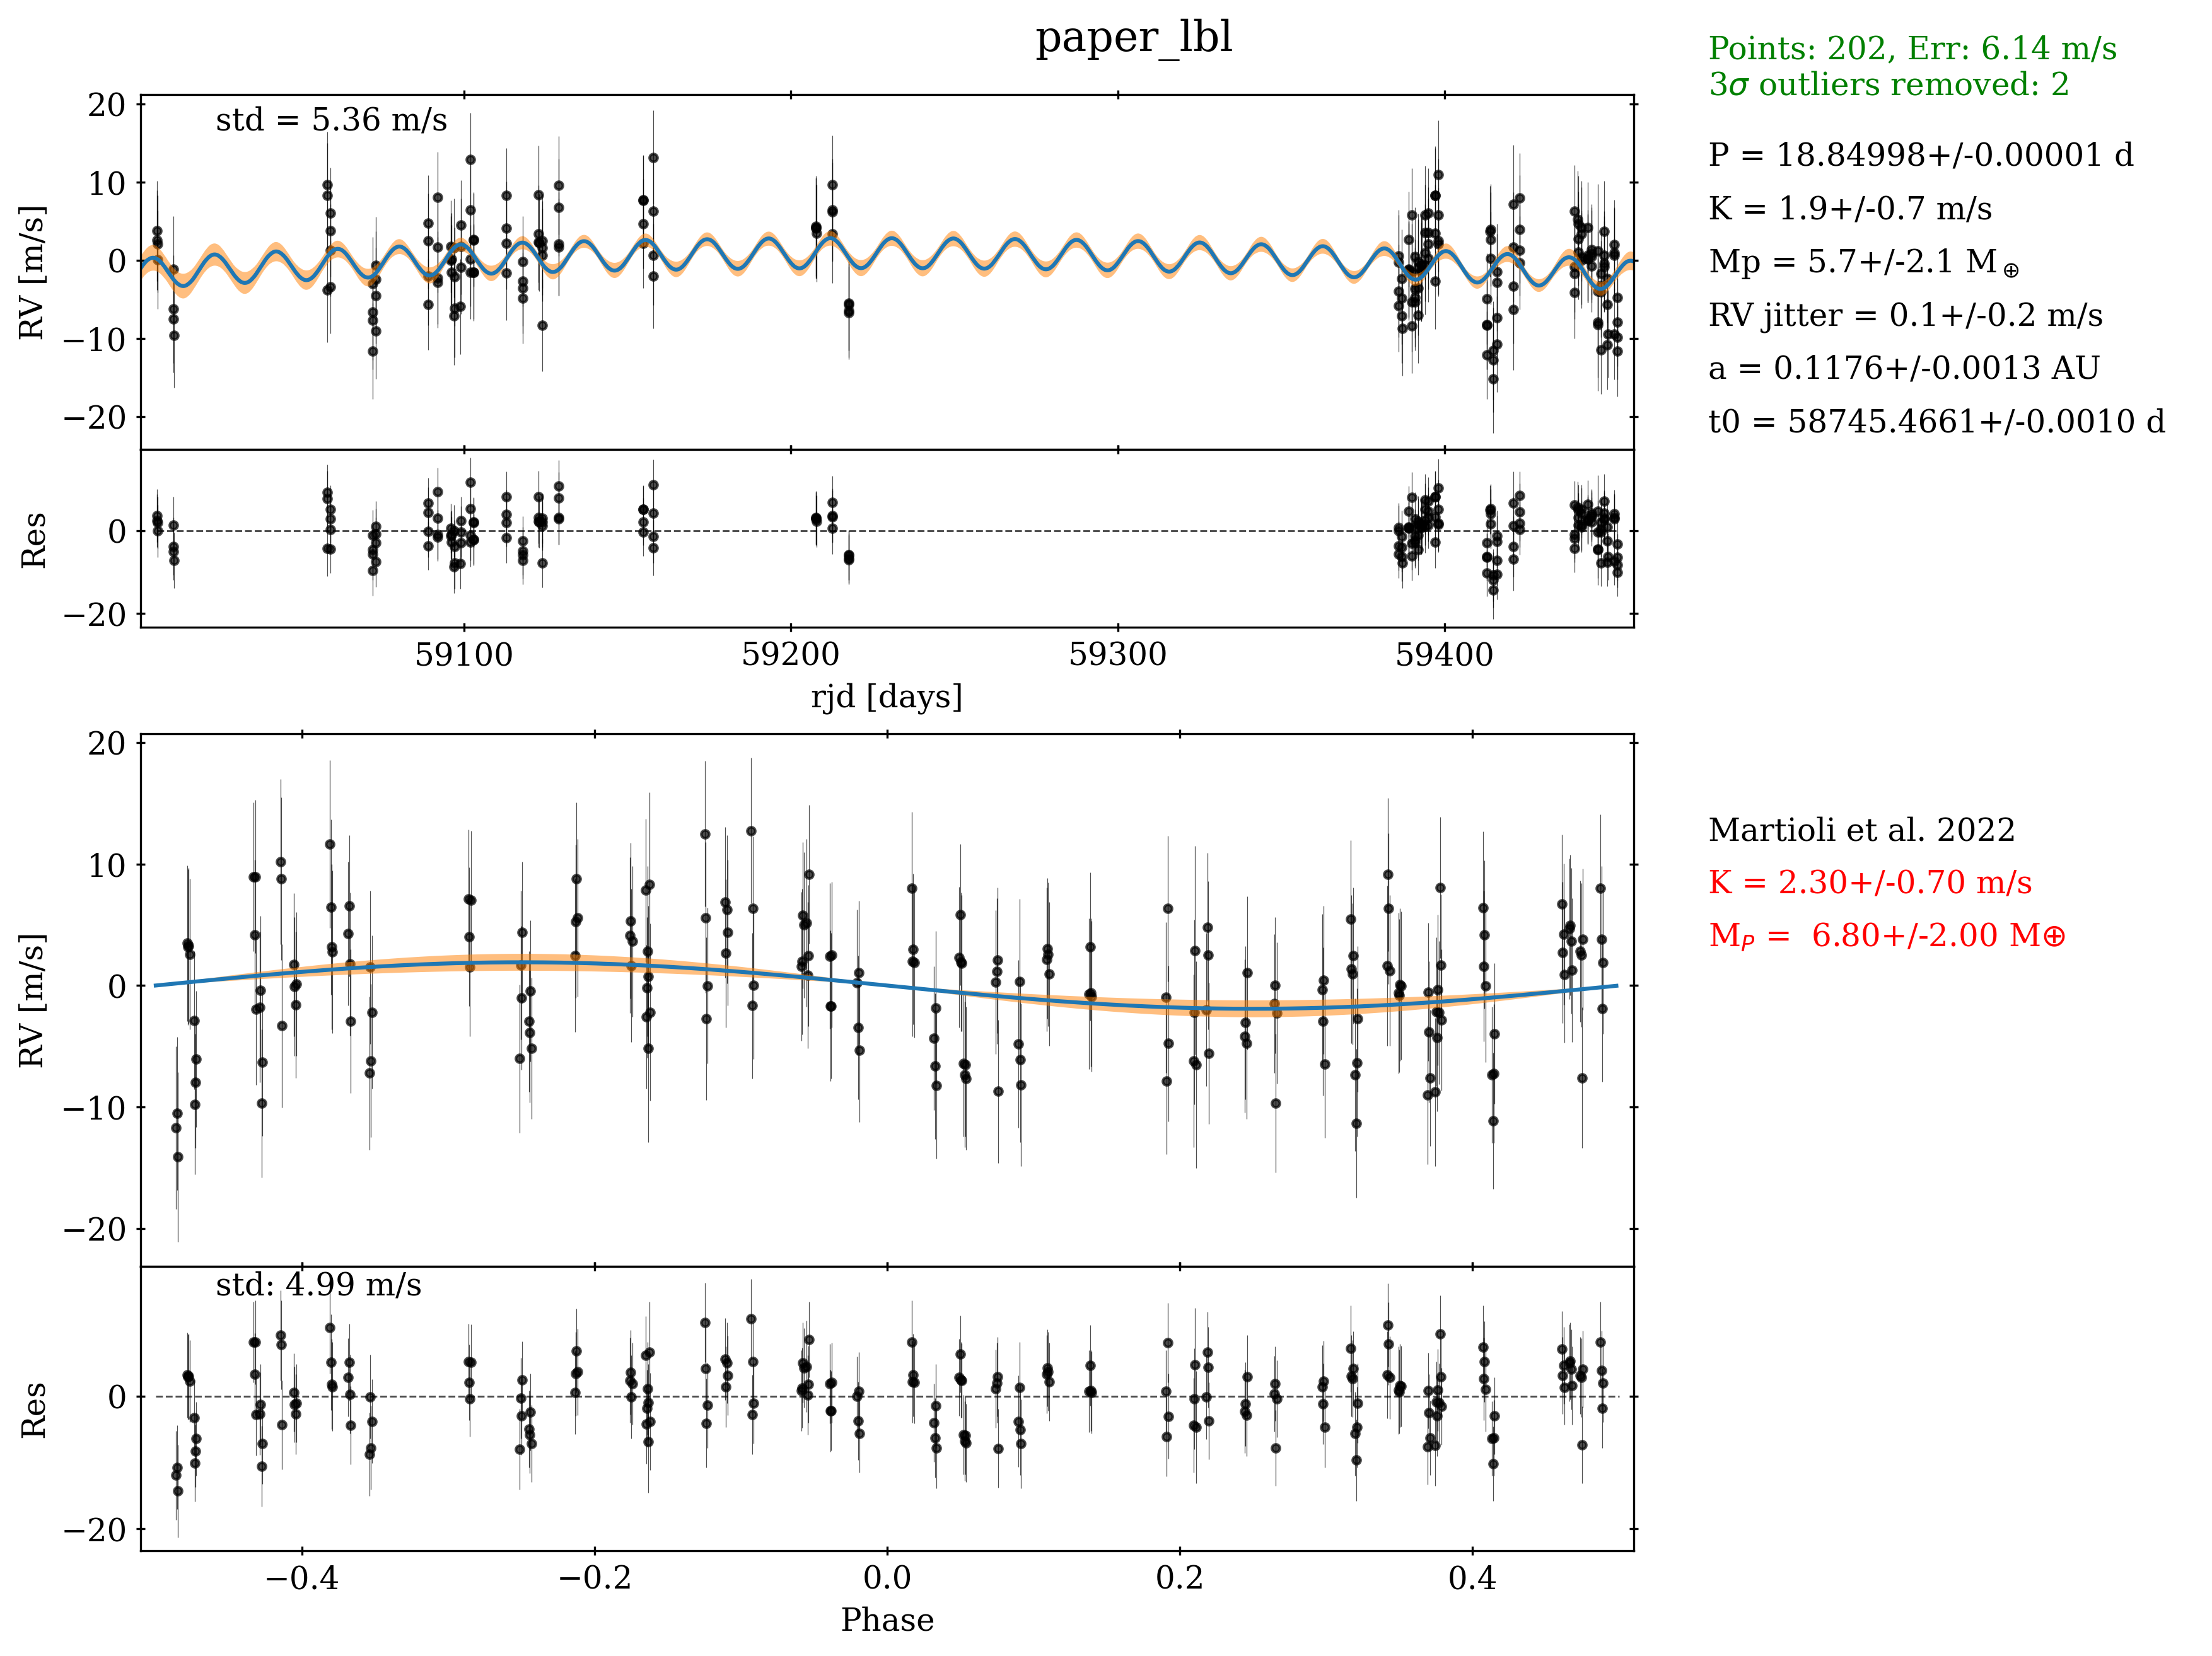 paper_lbl
Points: 202, Err: 6.14 m/s
3σ outliers removed: 2
P = 18.84998+/-0.00001 d
K = 1.9+/-0.7 m/s
Mp = 5.7+/-2.1 M⊕
RV jitter = 0.1+/-0.2 m/s
a = 0.1176+/-0.0013 AU
t0 = 58745.4661+/-0.0010 d
std = 5.36 m/s
20
10
0
−10
−20
RV [m/s]
0
−20
Res
59100 59200 59300 59400
rjd [days]
20
10
0
−10
−20
RV [m/s]
Martioli et al. 2022
K = 2.30+/-0.70 m/s
M_P = 6.80+/-2.00 M⊕
std: 4.99 m/s
0
−20
Res
−0.4 −0.2 0.0 0.2 0.4
Phase